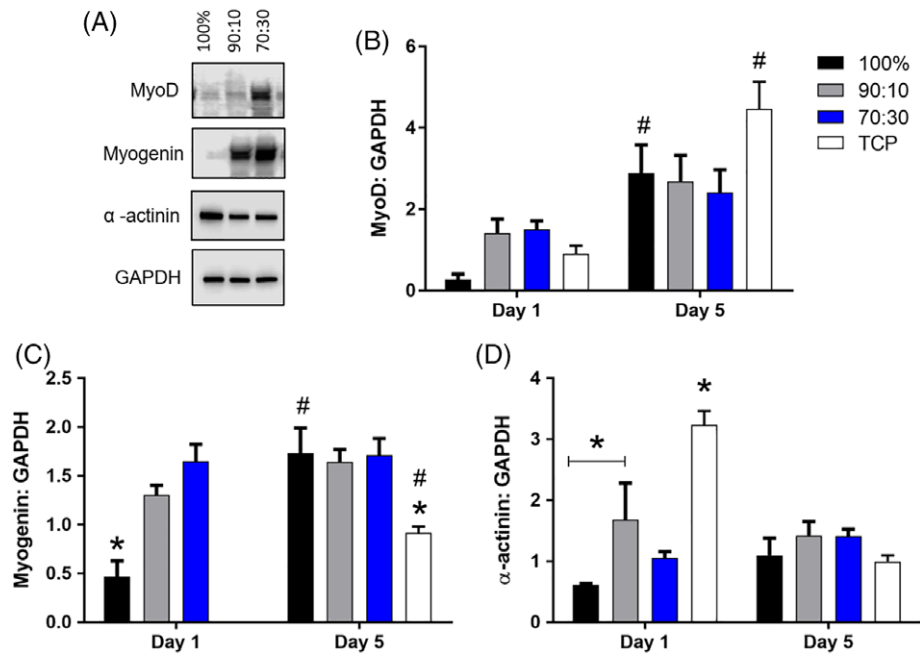 (A)
100%
90:10
70:30
MyoD
Myogenin
α -actinin
GAPDH
(B)
MyoD: GAPDH
6
4
2
0
#
#
Day 1
Day 5
100%
90:10
70:30
TCP
(C)
Myogenin: GAPDH
2.5
2.0
1.5
1.0
0.5
0.0
*
#
#
*
Day 1
Day 5
(D)
α-actinin: GAPDH
4
3
2
1
0
*
*
Day 1
Day 5